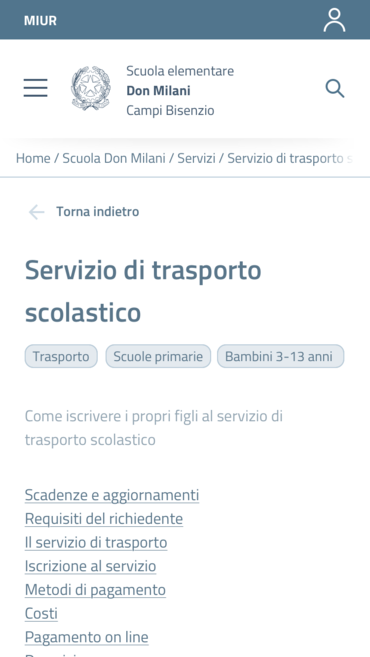 MIUR
Scuola elementare
Don Milani
Campi Bisenzio
Home / Scuola Don Milani / Servizi / Servizio di trasporto
Torna indietro
Servizio di trasporto
scolastico
Trasporto Scuole primarie Bambini 3-13 anni
Come iscrivere i propri figli al servizio di
trasporto scolastico
Scadenze e aggiornamenti
Requisiti del richiedente
Il servizio di trasporto
Iscrizione al servizio
Metodi di pagamento
Costi
Pagamento on line